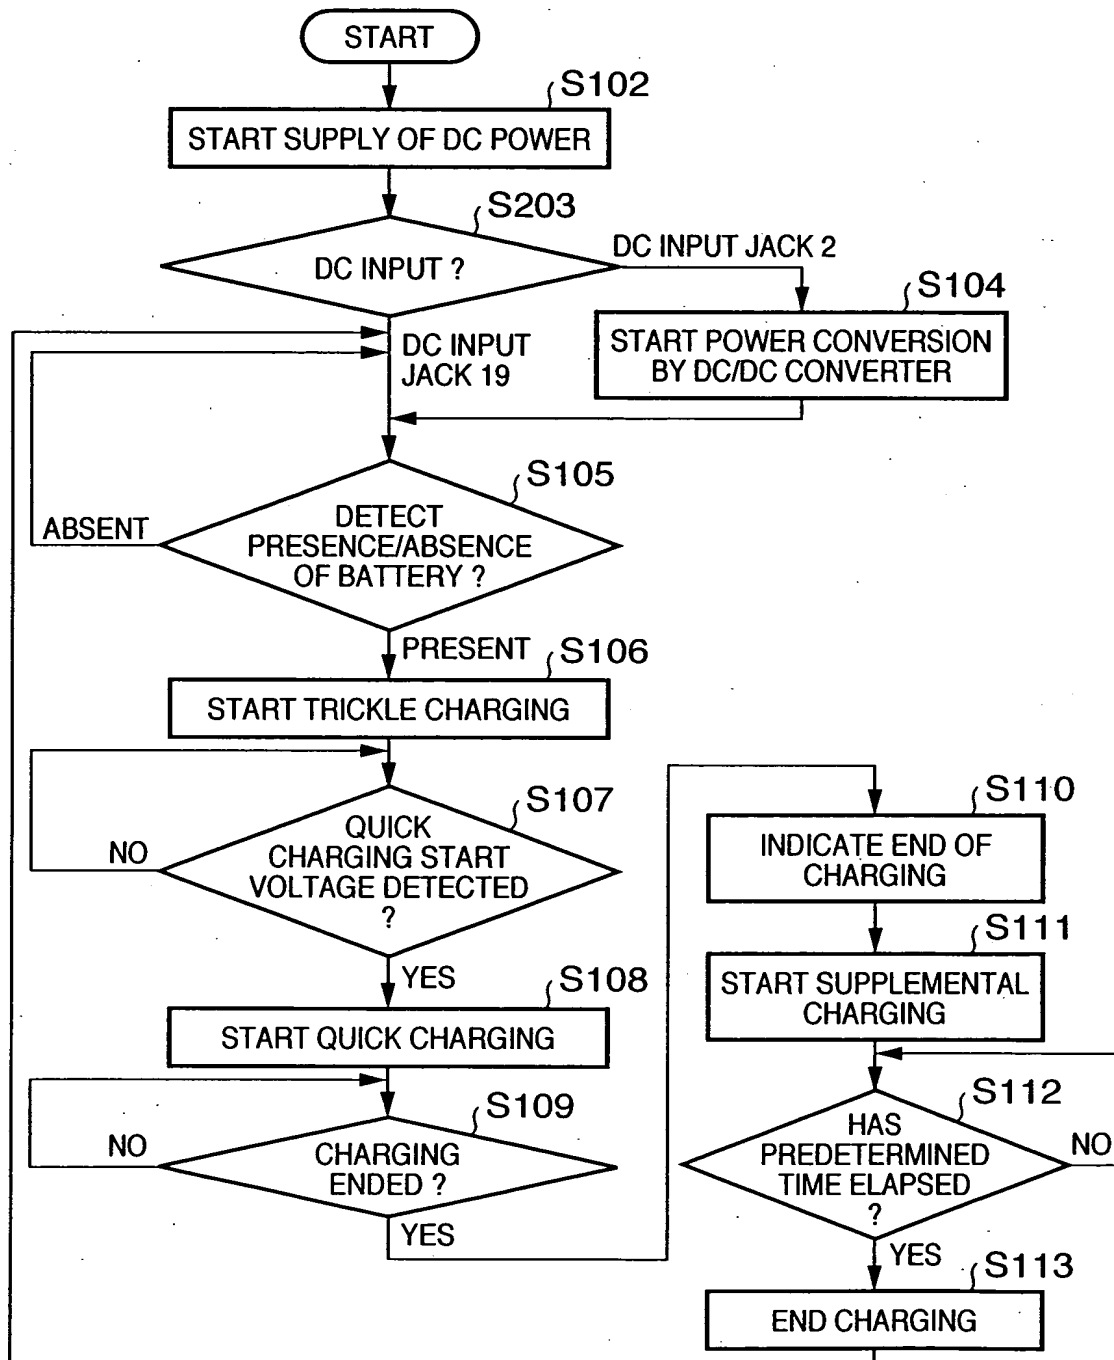 START
S102
START SUPPLY OF DC POWER
S203
DC INPUT ?
DC INPUT JACK 2
S104
START POWER CONVERSION
BY DC/DC CONVERTER
DC INPUT
JACK 19
S105
DETECT
PRESENCE/ABSENCE
OF BATTERY ?
ABSENT
PRESENT
S106
START TRICKLE CHARGING
S107
QUICK
CHARGING START
VOLTAGE DETECTED
?
NO
YES
S108
START QUICK CHARGING
S109
CHARGING
ENDED ?
NO
YES
S110
INDICATE END OF
CHARGING
S111
START SUPPLEMENTAL
CHARGING
S112
HAS
PREDETERMINED
TIME ELAPSED
?
NO
YES
S113
END CHARGING